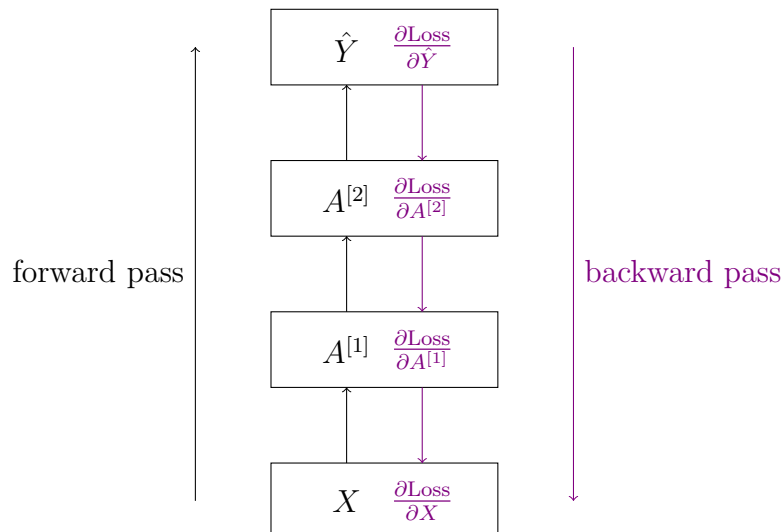 Ŷ ∂Loss/∂Ŷ
A^{[2]} ∂Loss/∂A^{[2]}
forward pass
backward pass
A^{[1]} ∂Loss/∂A^{[1]}
X ∂Loss/∂X